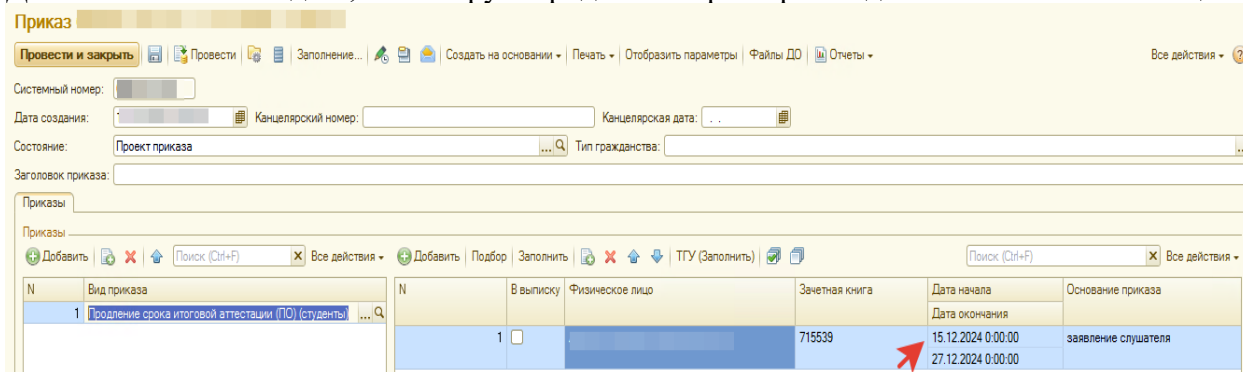 Приказ
Провести и закрыть Провести Заполнение... Создать на основании Печать Отобразить параметры Файлы ДО Отчеты Все действия
Системный номер:
Дата создания: Канцелярский номер: Канцелярская дата: . .
Состояние: Проект приказа ... Тип гражданства:
Заголовок приказа:
Приказы
Приказы
Добавить Поиск (Ctrl+F) x Все действия Добавить Подбор Заполнить ТГУ (Заполнить) Поиск (Ctrl+F) x Все действия
N Вид приказа N В выписку Физическое лицо Зачетная книга Дата начала Основание приказа
Дата окончания
1 Продление срока итоговой аттестации (ПО) (студенты) ... 1 715539 15.12.2024 0:00:00 заявление слушателя
27.12.2024 0:00:00